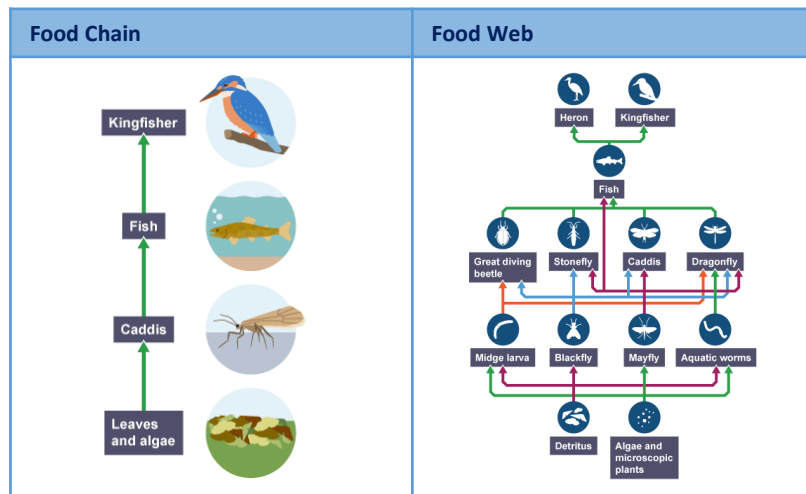 Food Chain
Food Web
Kingfisher
Fish
Caddis
Leaves
and algae
Heron
Kingfisher
Fish
Great diving
beetle
Stonefly
Caddis
Dragonfly
Midge larva
Blackfly
Mayfly
Aquatic worms
Detritus
Algae and
microscopic
plants